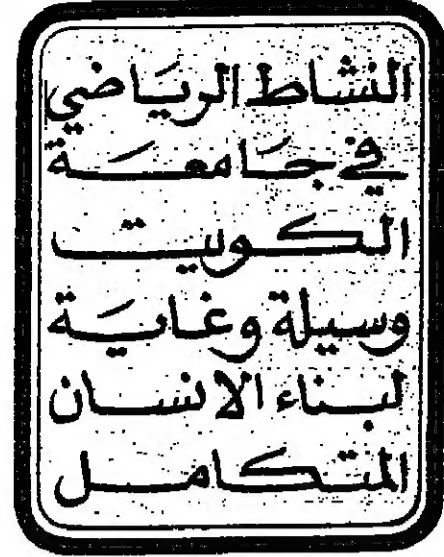 النشاط الرياضي
في جامعة
الكويت
وسيلة وغاية
لبناء الانسان
المتكامل